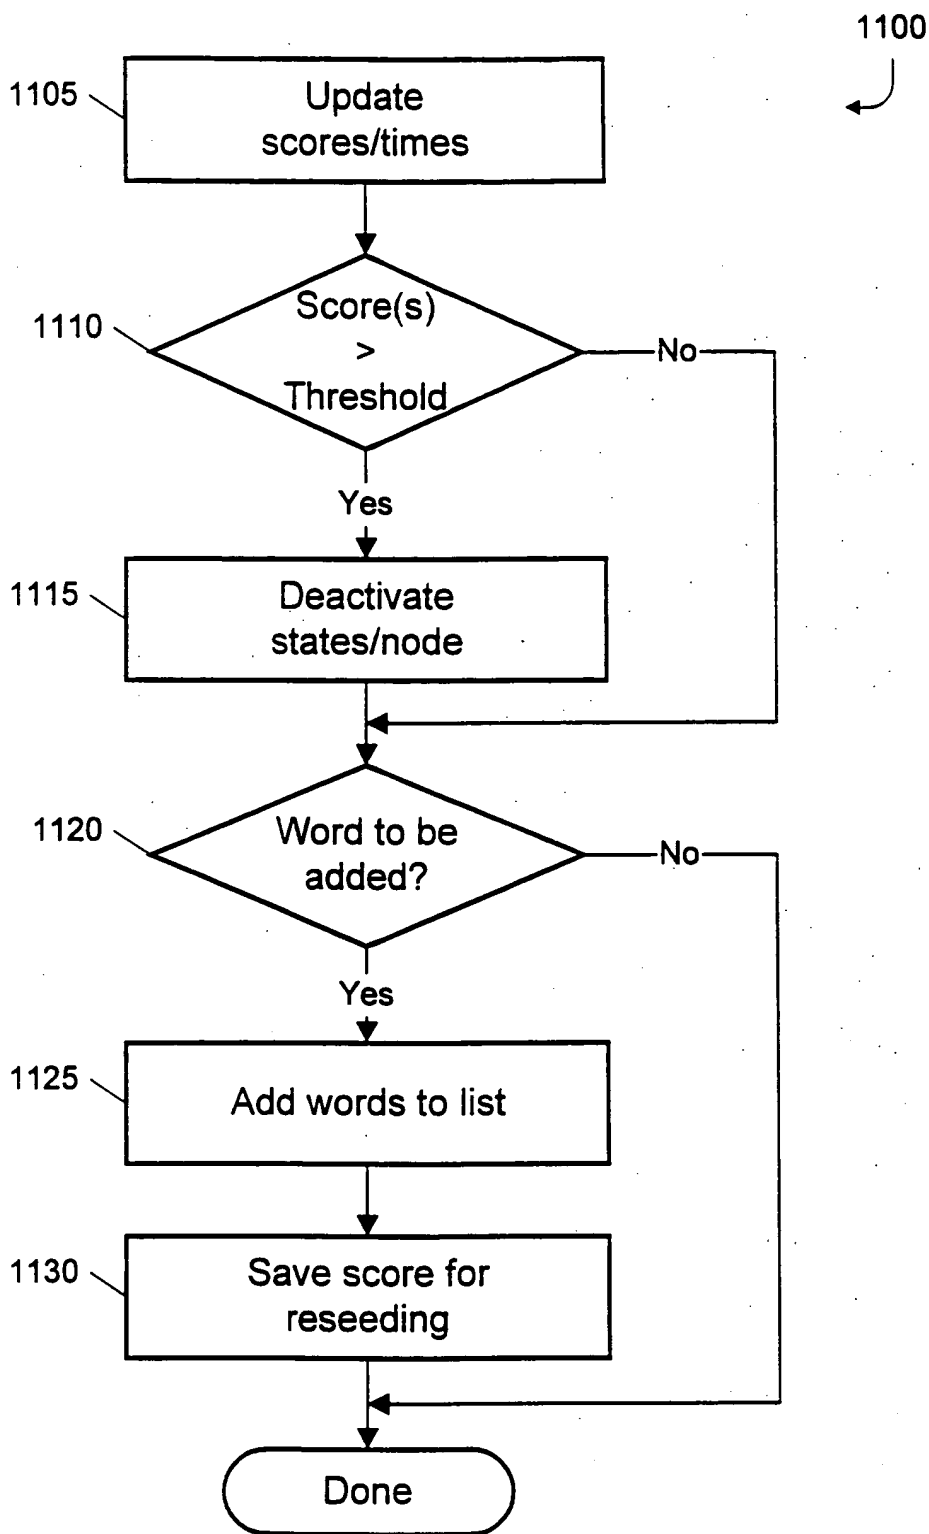 1100
1105
Update
scores/times
1110
Score(s)
>
Threshold
No
Yes
1115
Deactivate
states/node
1120
Word to be
added?
No
Yes
1125
Add words to list
1130
Save score for
reseeding
Done